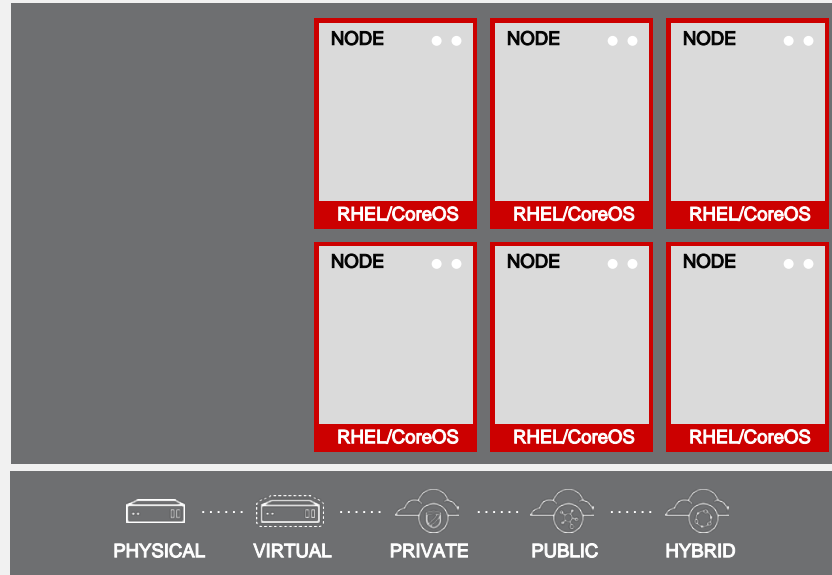 NODE NODE NODE
RHEL/CoreOS RHEL/CoreOS RHEL/CoreOS
NODE NODE NODE
RHEL/CoreOS RHEL/CoreOS RHEL/CoreOS
PHYSICAL VIRTUAL PRIVATE PUBLIC HYBRID